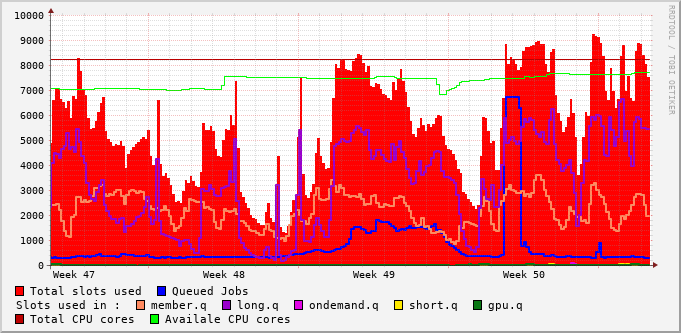 10000
9000
8000
7000
6000
5000
4000
3000
2000
1000
0
Week 47 Week 48 Week 49 Week 50
Total slots used Queued Jobs
Slots used in : member.q long.q ondemand.q short.q gpu.q
Total CPU cores Availale CPU cores
RRDTOOL / TOBI OETIKER